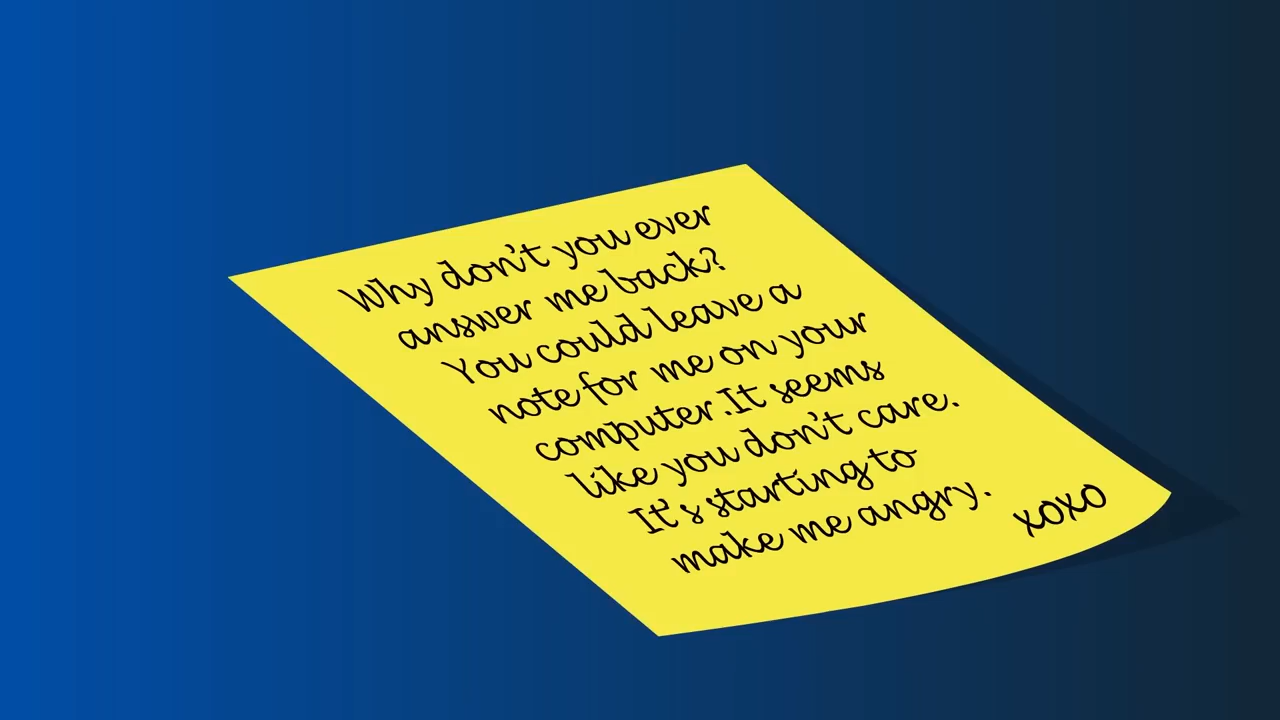 Why don't you ever
answer me back?
You could leave a
note for me on your
computer.It seems
like you don't care.
It's starting to
make me angry.
xoxo